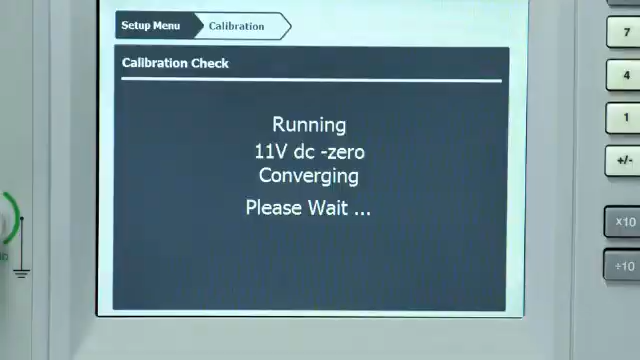 Setup Menu
Calibration
Calibration Check
Running
11V dc -zero
Converging
Please Wait ...
7
4
1
+/-
x10
÷10